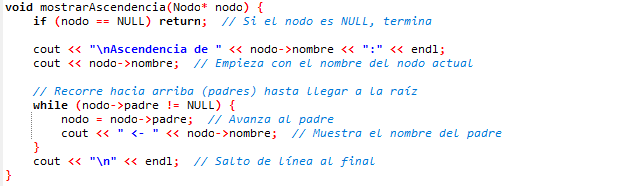 void mostrarAscendencia(Nodo* nodo) {
    if (nodo == NULL) return;  // Si el nodo es NULL, termina

    cout << "\nAscendencia de " << nodo->nombre << ":" << endl;
    cout << nodo->nombre;  // Empieza con el nombre del nodo actual

    // Recorre hacia arriba (padres) hasta llegar a la raíz
    while (nodo->padre != NULL) {
        nodo = nodo->padre;  // Avanza al padre
        cout << " <- " << nodo->nombre;  // Muestra el nombre del padre
    }
    cout << "\n" << endl;  // Salto de línea al final
}